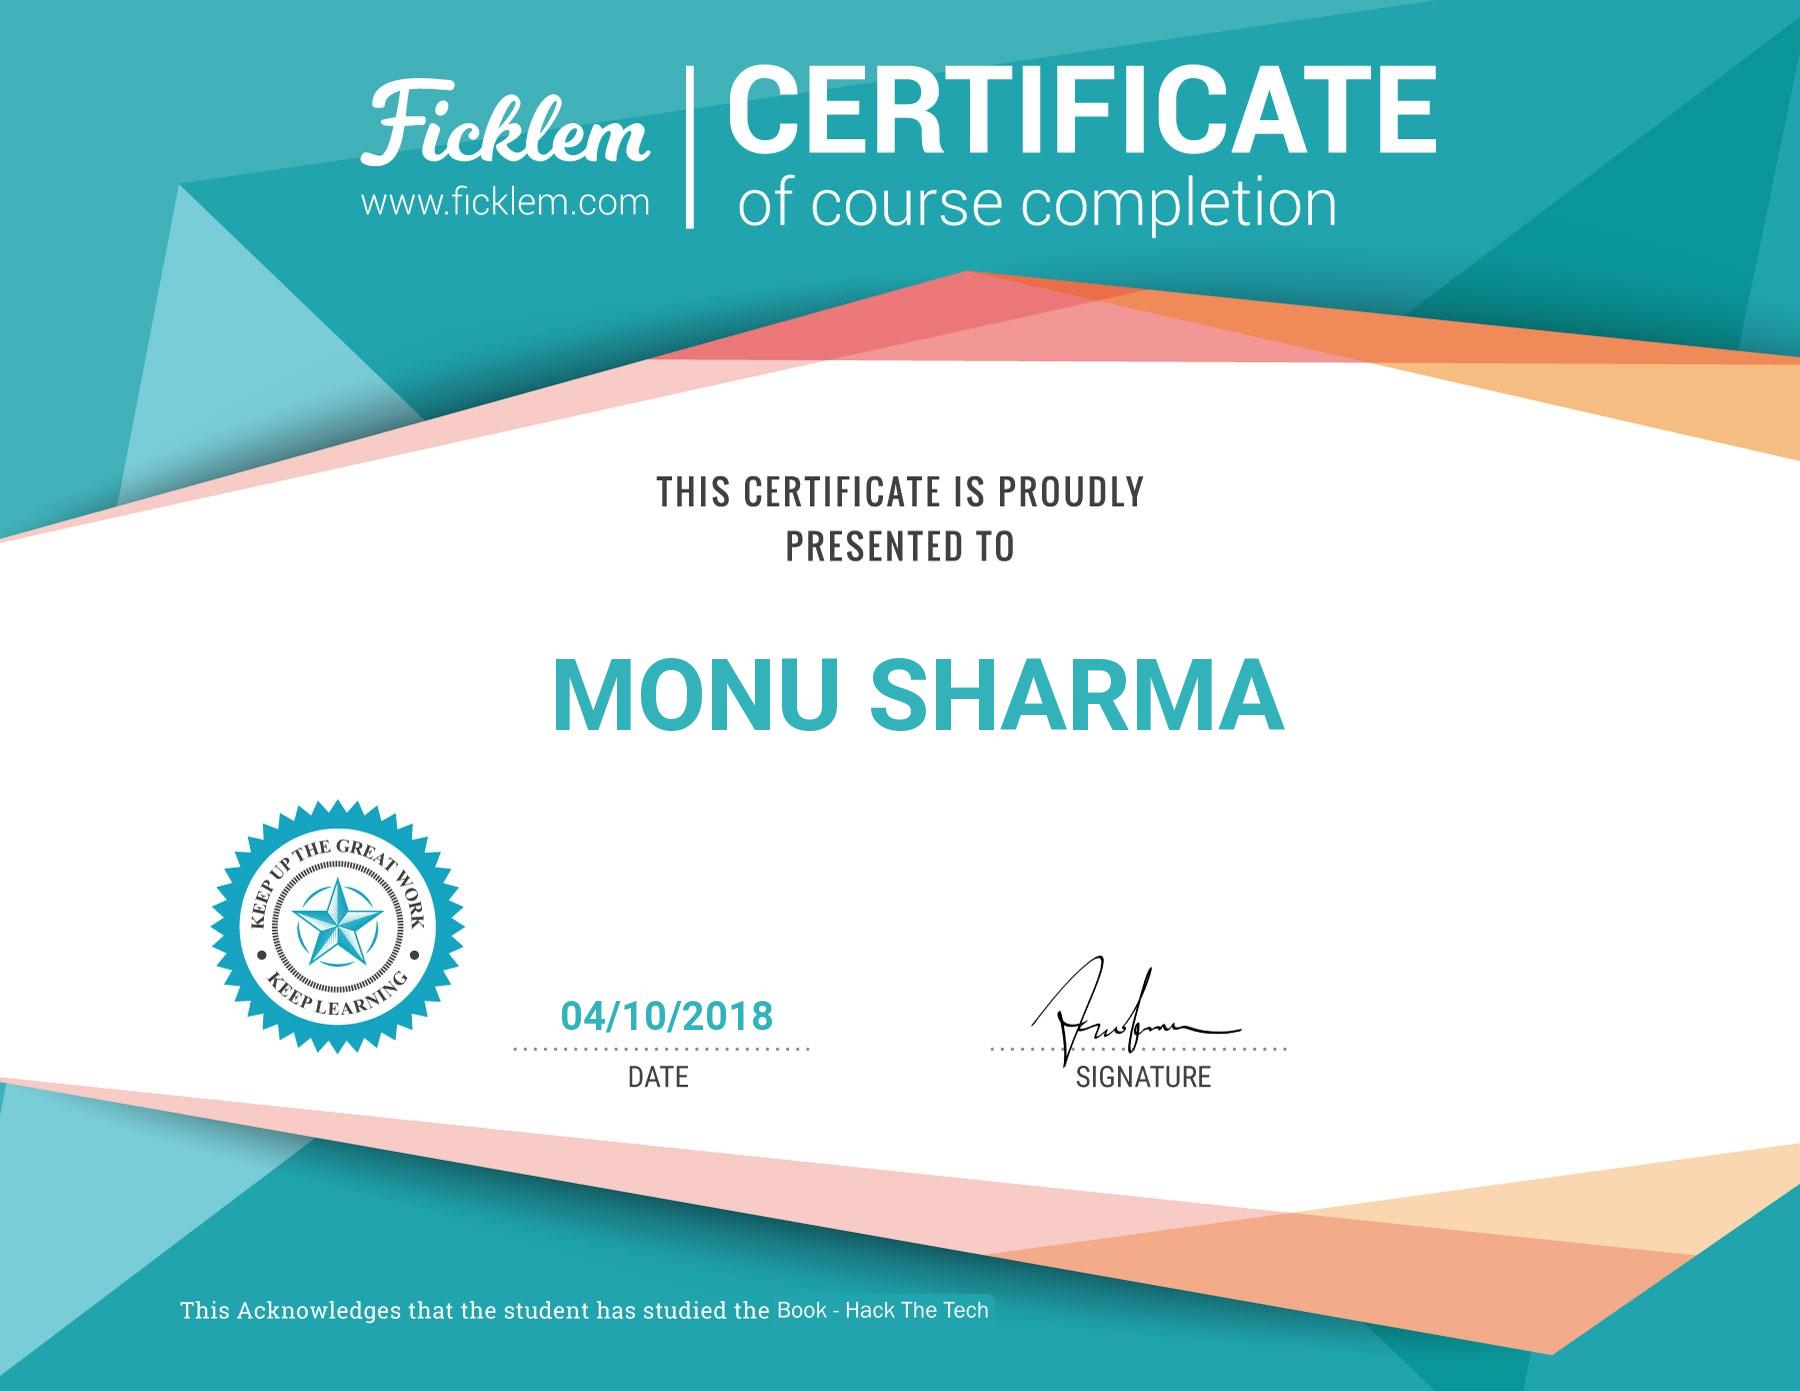 Ficklem
www.ficklem.com
CERTIFICATE
of course completion
THIS CERTIFICATE IS PROUDLY
PRESENTED TO
MONU SHARMA
KEEP UP THE GREAT WORK
KEEP LEARNING
04/10/2018
DATE
SIGNATURE
This Acknowledges that the student has studied the Book - Hack The Tech